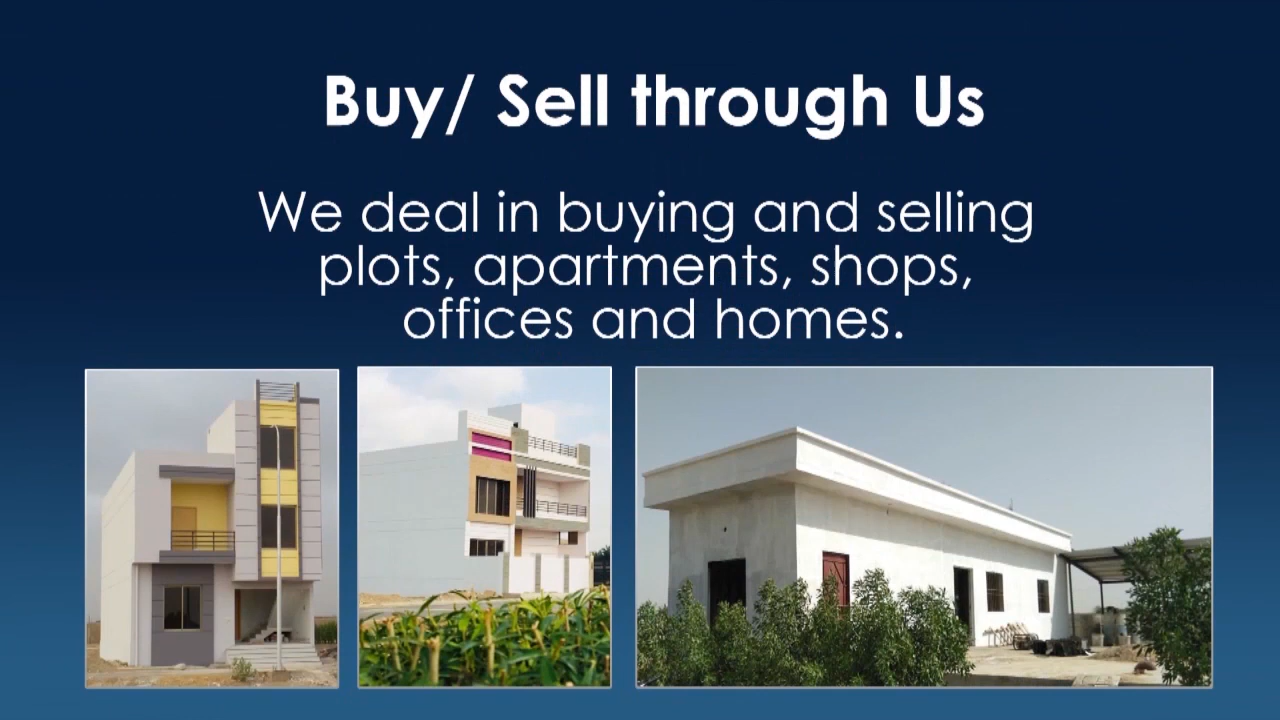 Buy/ Sell through Us
We deal in buying and selling
plots, apartments, shops,
offices and homes.